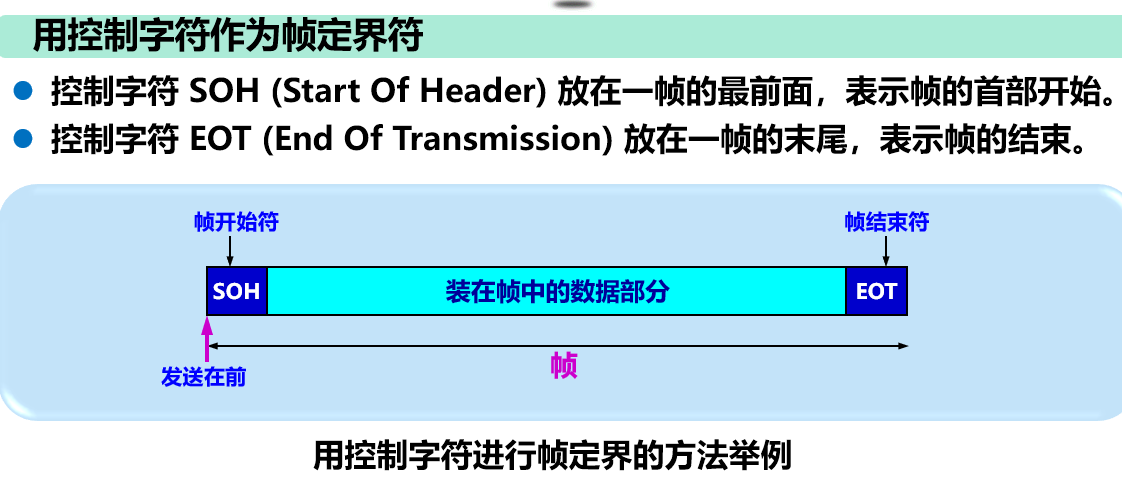 用控制字符作为帧定界符
控制字符 SOH (Start Of Header) 放在一帧的最前面，表示帧的首部开始。
控制字符 EOT (End Of Transmission) 放在一帧的末尾，表示帧的结束。
帧开始符
帧结束符
SOH
装在帧中的数据部分
EOT
帧
发送在前
用控制字符进行帧定界的方法举例